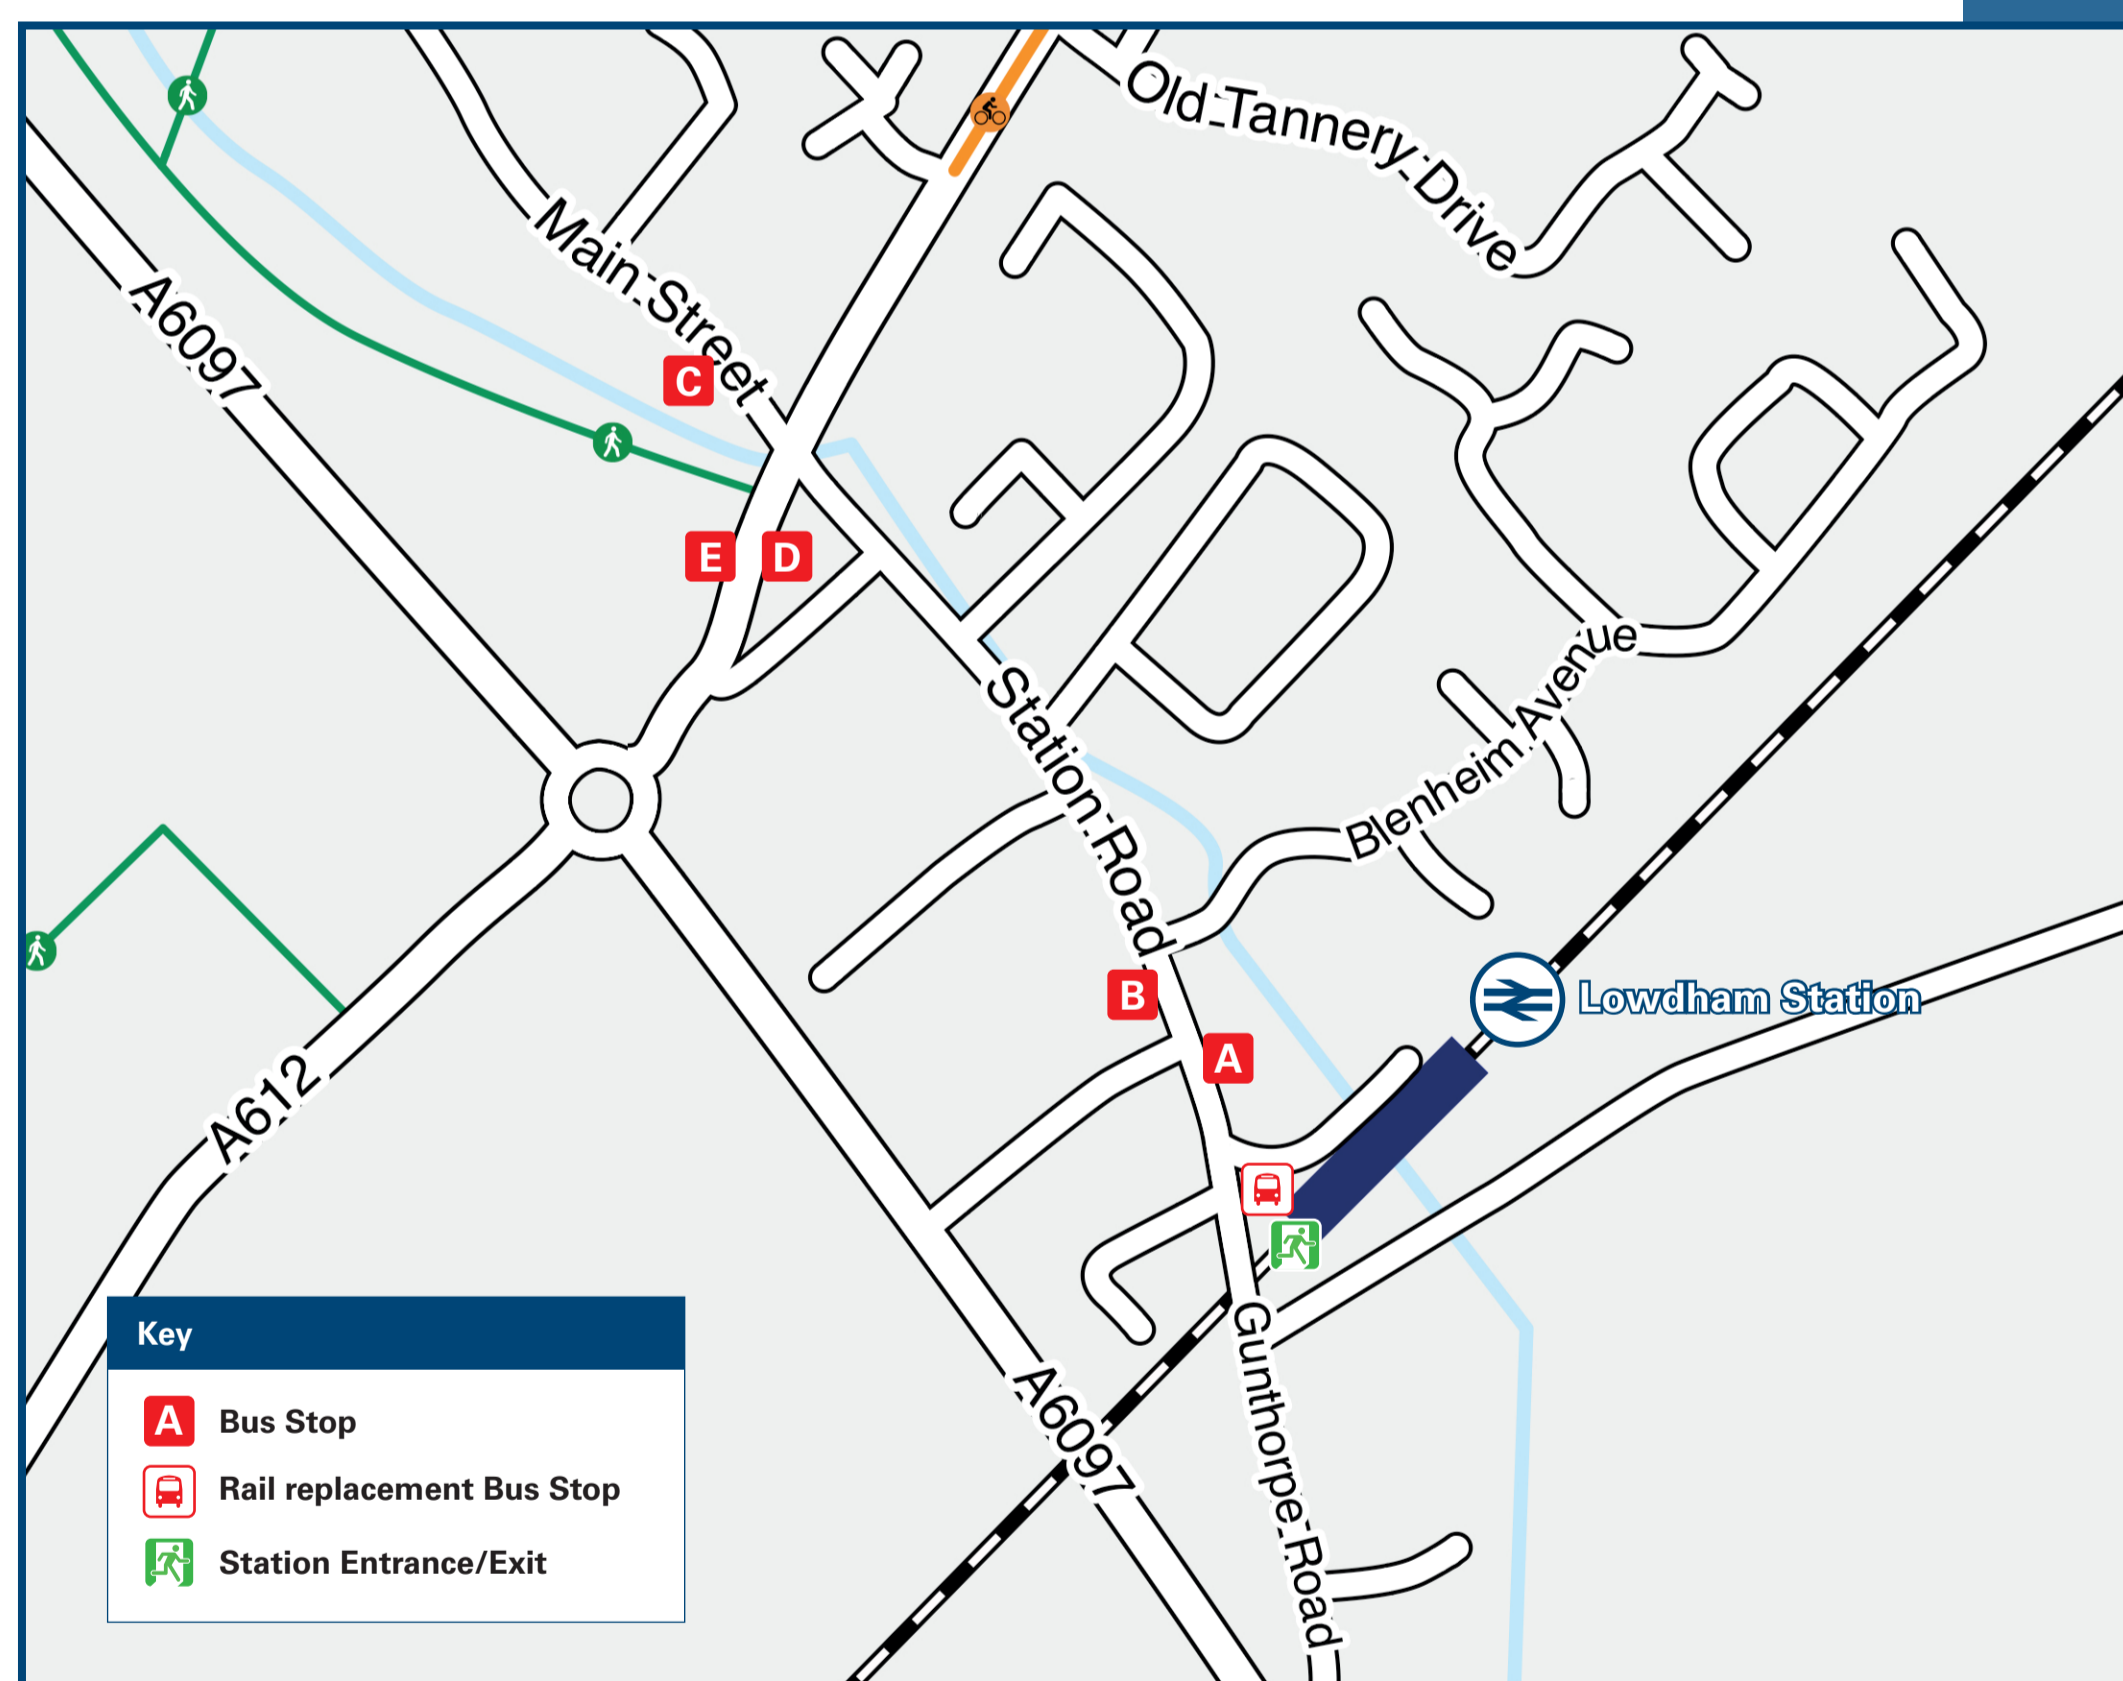 Old Tannery Drive
Main Street
A6097
C
E
D
Station Road
Blenheim Avenue
B
Lowdham Station
A
A612
Gunthorpe Road
A6097
Key
A
Bus Stop
Rail replacement Bus Stop
Station Entrance/Exit